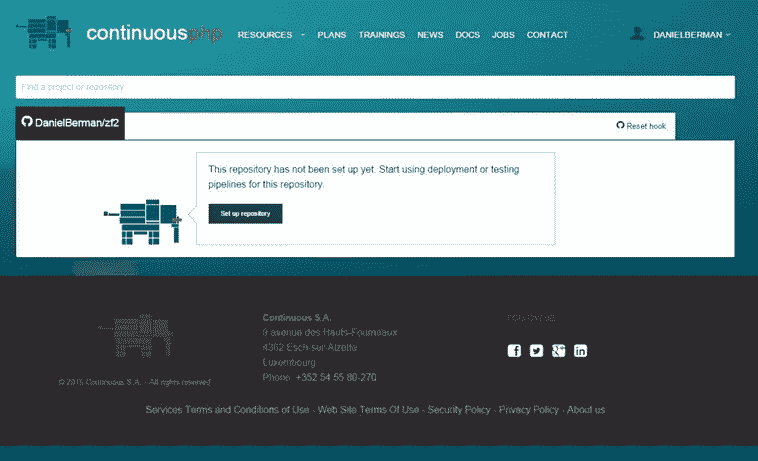 continuousphp
RESOURCES PLANS TRAININGS NEWS DOCS JOBS CONTACT DANIELBERMAN
Find a project or repository
DanielBerman/zf2
Reset hook
This repository has not been set up yet. Start using deployment or testing
pipelines for this repository.
Set up repository
Continuous S.A.
9 avenue des Hauts-Fourneaux
4362 Esch-sur-Alzette
Luxembourg
Phone: +352 54 55 80-270
FOLLOW US
© 2015 Continuous S.A. - All rights reserved
Services Terms and Conditions of Use - Web Site Terms Of Use - Security Policy - Privacy Policy - About us